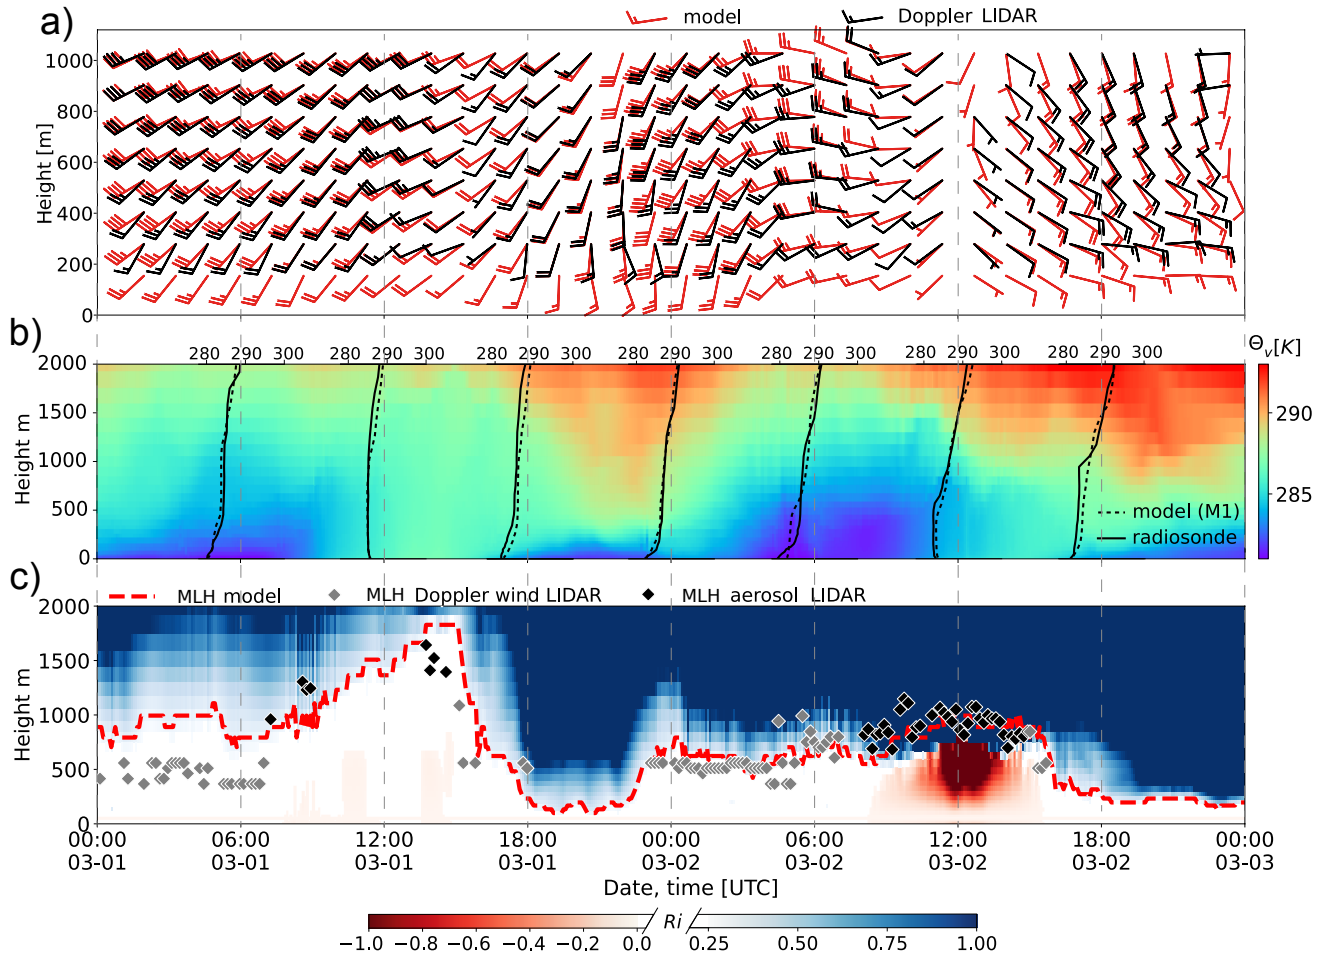 a)
model
Doppler LIDAR
Height [m]
1000
800
600
400
200
0
b)
280 290 300 280 290 300 280 290 300 280 290 300 280 290 300 280 290 300 280 290 300
Θv[K]
Height m
2000
1500
1000
500
0
model (M1)
radiosonde
290
285
c)
MLH model
MLH Doppler wind LIDAR
MLH aerosol LIDAR
Height m
2000
1500
1000
500
0
00:00 06:00 12:00 18:00 00:00 06:00 12:00 18:00 00:00
03-01 03-01 03-01 03-01 03-02 03-02 03-02 03-02 03-03
Date, time [UTC]
Ri
−1.0 −0.8 −0.6 −0.4 −0.2 0.0 0.25 0.50 0.75 1.00